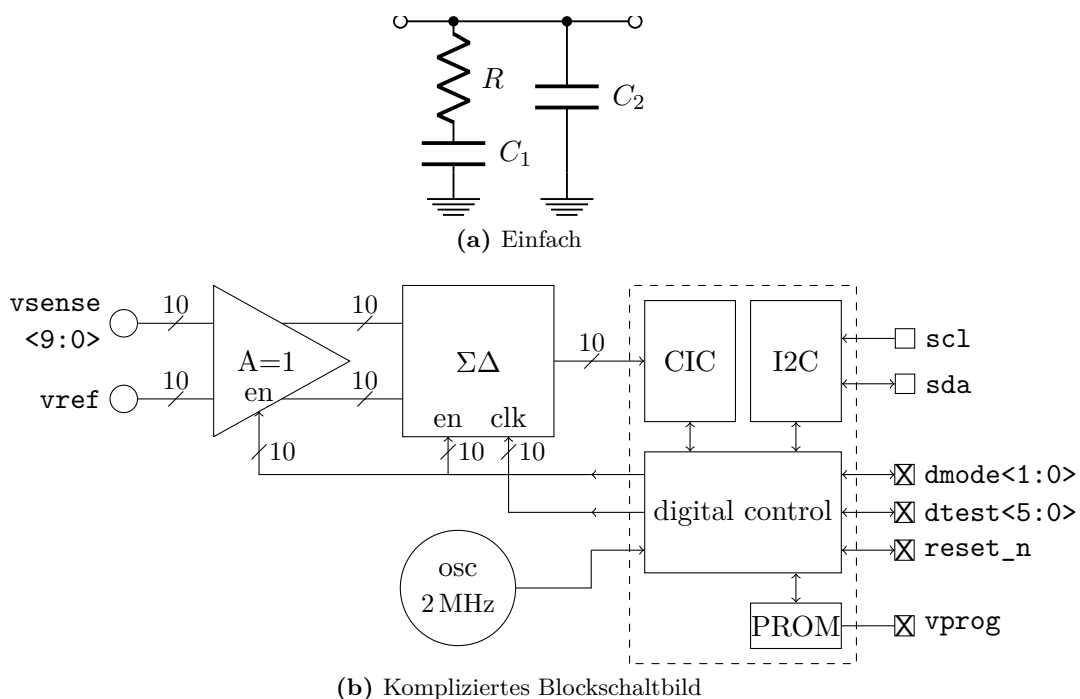 R
C₂
C₁
(a) Einfach
vsense
<9:0>
10
10
10
A=1
en
ΣΔ
en clk
CIC
I2C
scl
sda
vref
10
10
10
10
10
digital control
dmode<1:0>
dtest<5:0>
reset_n
osc
2 MHz
PROM
vprog
(b) Kompliziertes Blockschaltbild